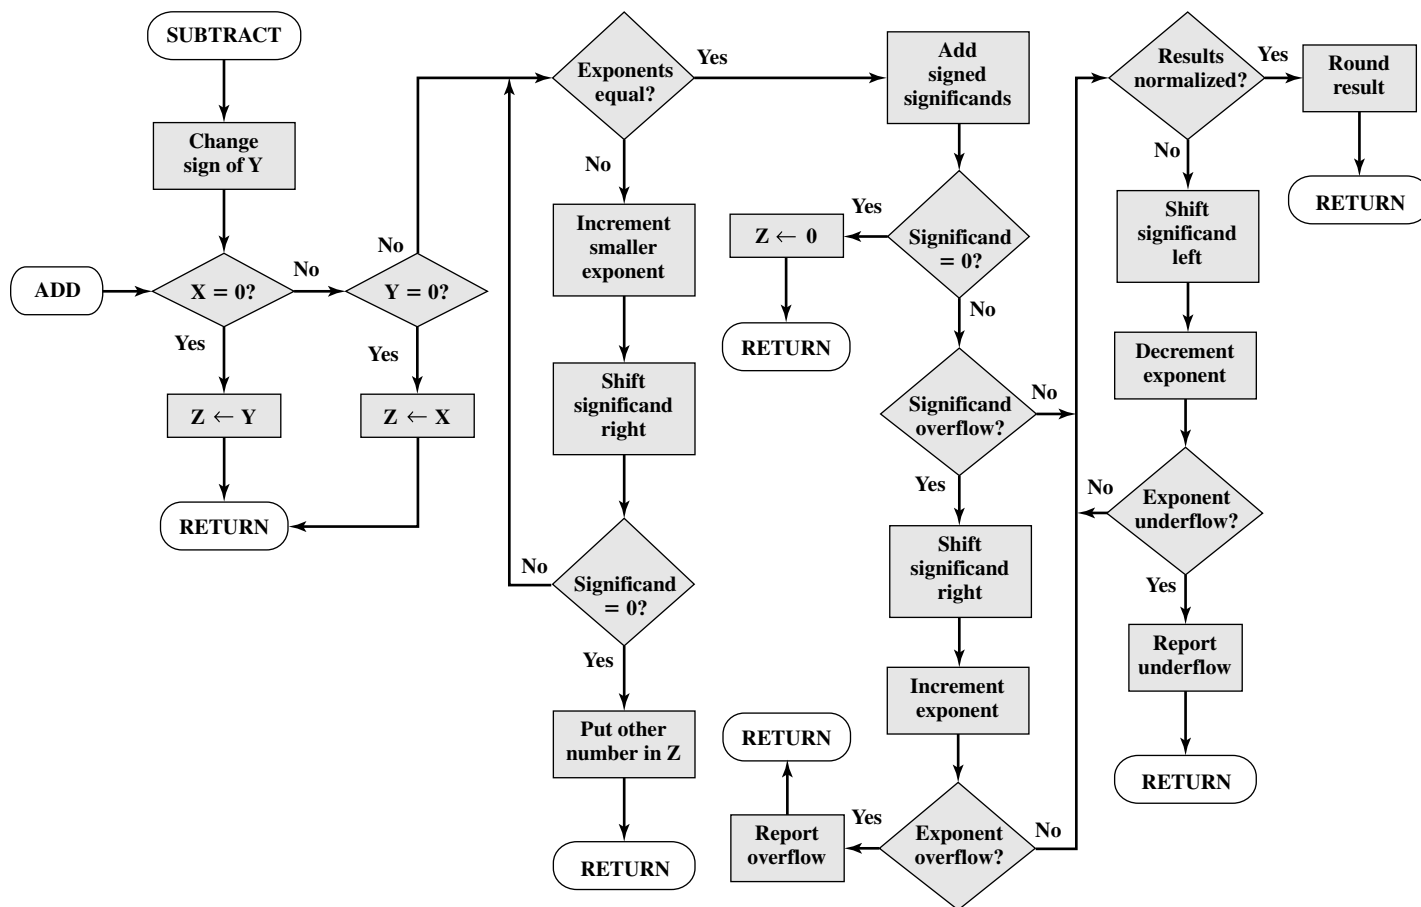 SUBTRACT
Change
sign of Y
ADD
X = 0?
No
Yes
Z ← Y
RETURN
Y = 0?
No
Yes
Z ← X
Exponents
equal?
Yes
No
Increment
smaller
exponent
Shift
significand
right
Significand
= 0?
No
Yes
Put other
number in Z
RETURN
Add
signed
significands
Significand
= 0?
Yes
Z ← 0
RETURN
No
Significand
overflow?
No
Yes
Shift
significand
right
Increment
exponent
Exponent
overflow?
Yes
Report
overflow
RETURN
No
Results
normalized?
Yes
Round
result
RETURN
No
Shift
significand
left
Decrement
exponent
Exponent
underflow?
No
Yes
Report
underflow
RETURN